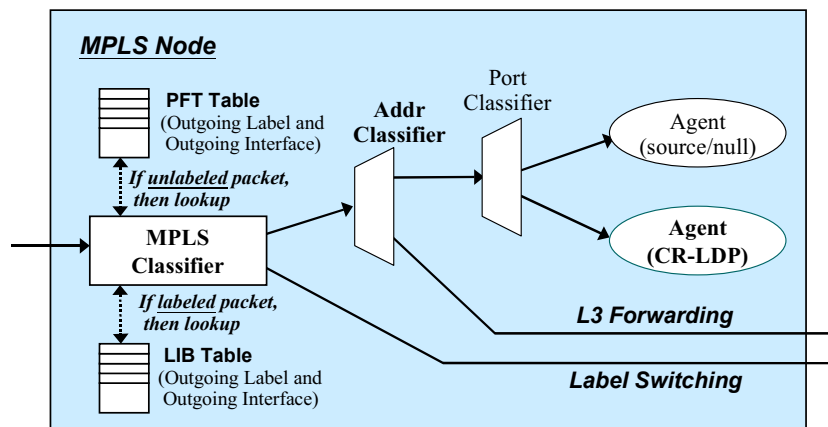 MPLS Node
PFT Table
(Outgoing Label and
Outgoing Interface)
If unlabeled packet,
then lookup
MPLS
Classifier
If labeled packet,
then lookup
LIB Table
(Outgoing Label and
Outgoing Interface)
Addr
Classifier
Port
Classifier
Agent
(source/null)
Agent
(CR-LDP)
L3 Forwarding
Label Switching